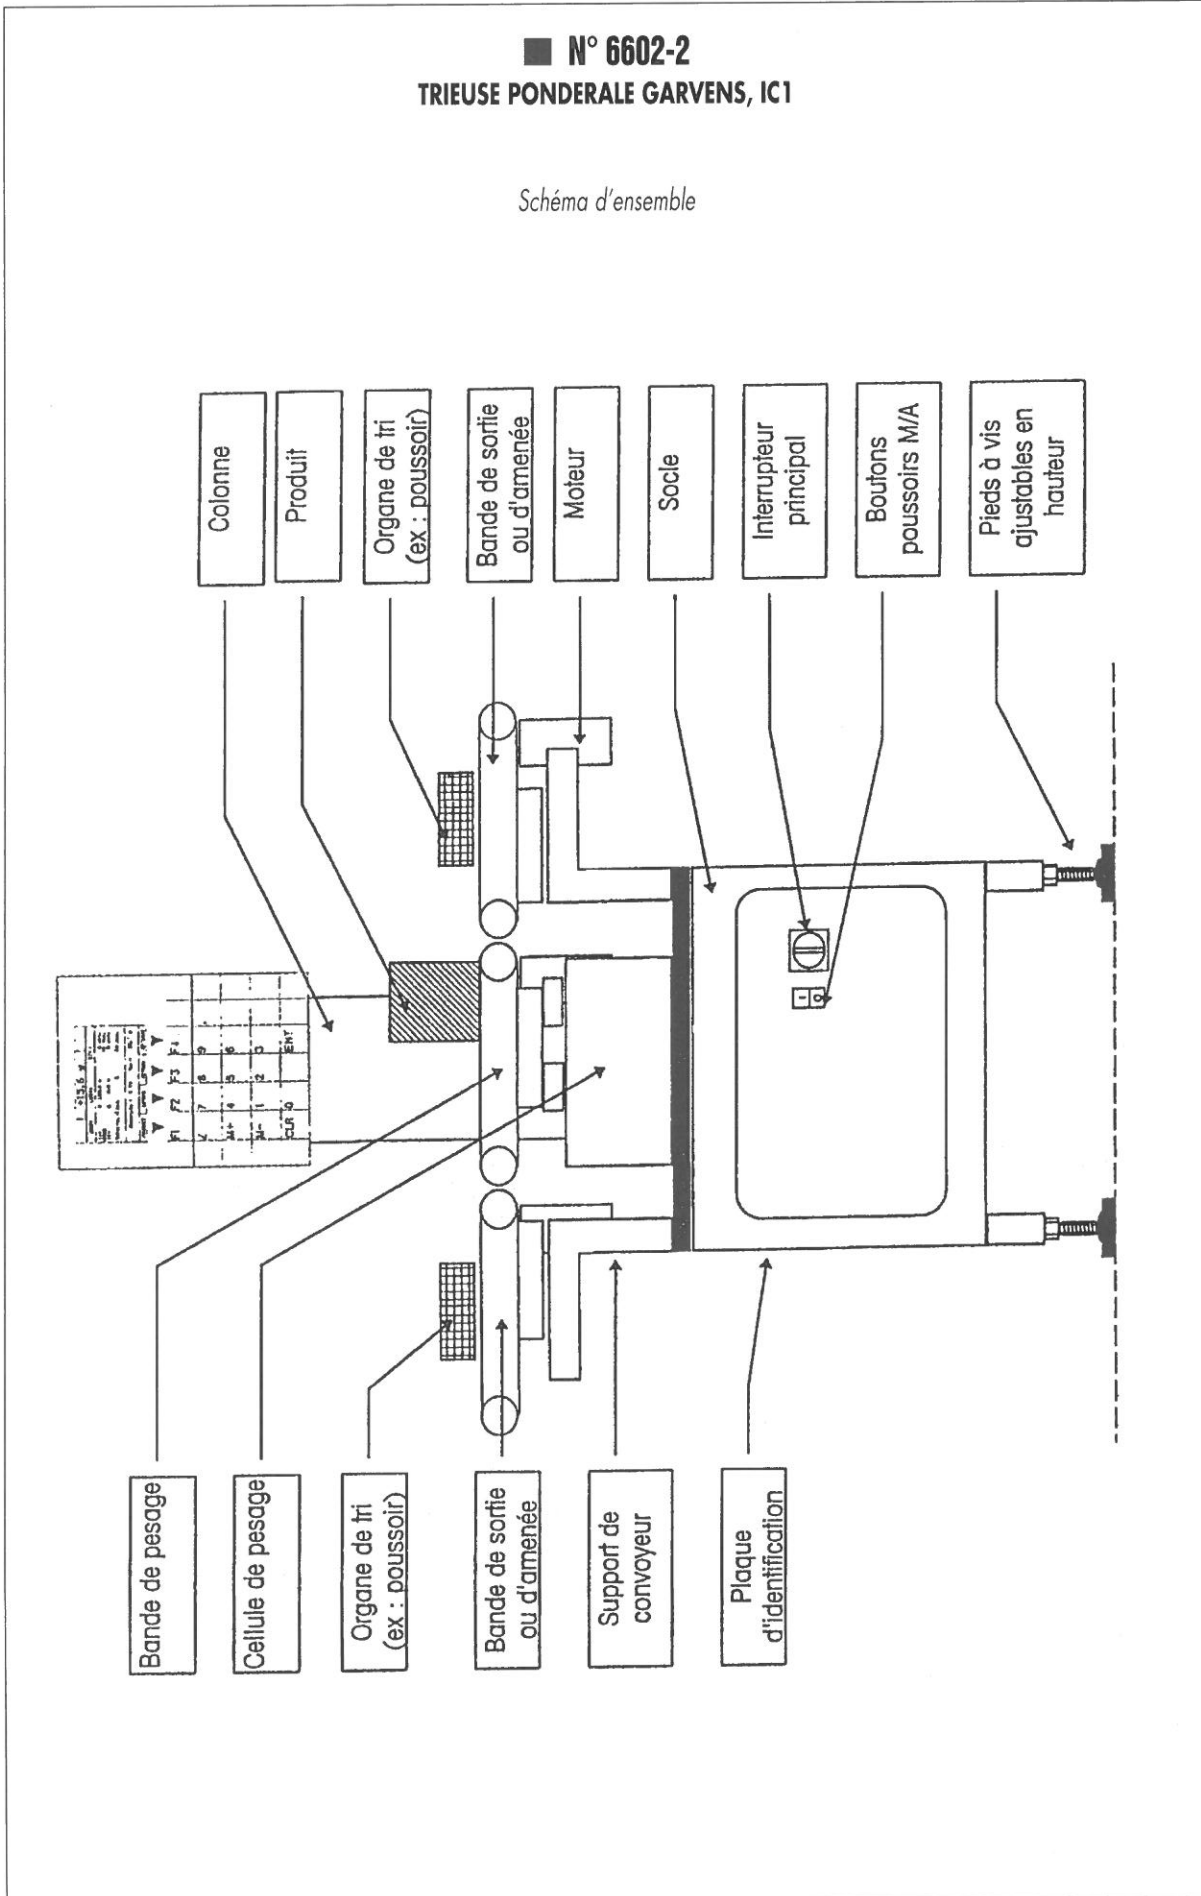 N° 6602-2
TRIEUSE PONDERALE GARVENS, IC1
Schéma d'ensemble
Colonne
Produit
Organe de tri
(ex : poussoir)
Bande de sortie
ou d'amenée
Moteur
Socle
Interrupteur
principal
Boutons
poussoirs M/A
Pieds à vis
ajustables en
hauteur
F1 F2 F3 F4
7 8 9
M+ 4 5 6
M- 1 2 3
CLR 0 ENT
Bande de pesage
Cellule de pesage
Organe de tri
(ex : poussoir)
Bande de sortie
ou d'amenée
Support de
convoyeur
Plaque
d'identification